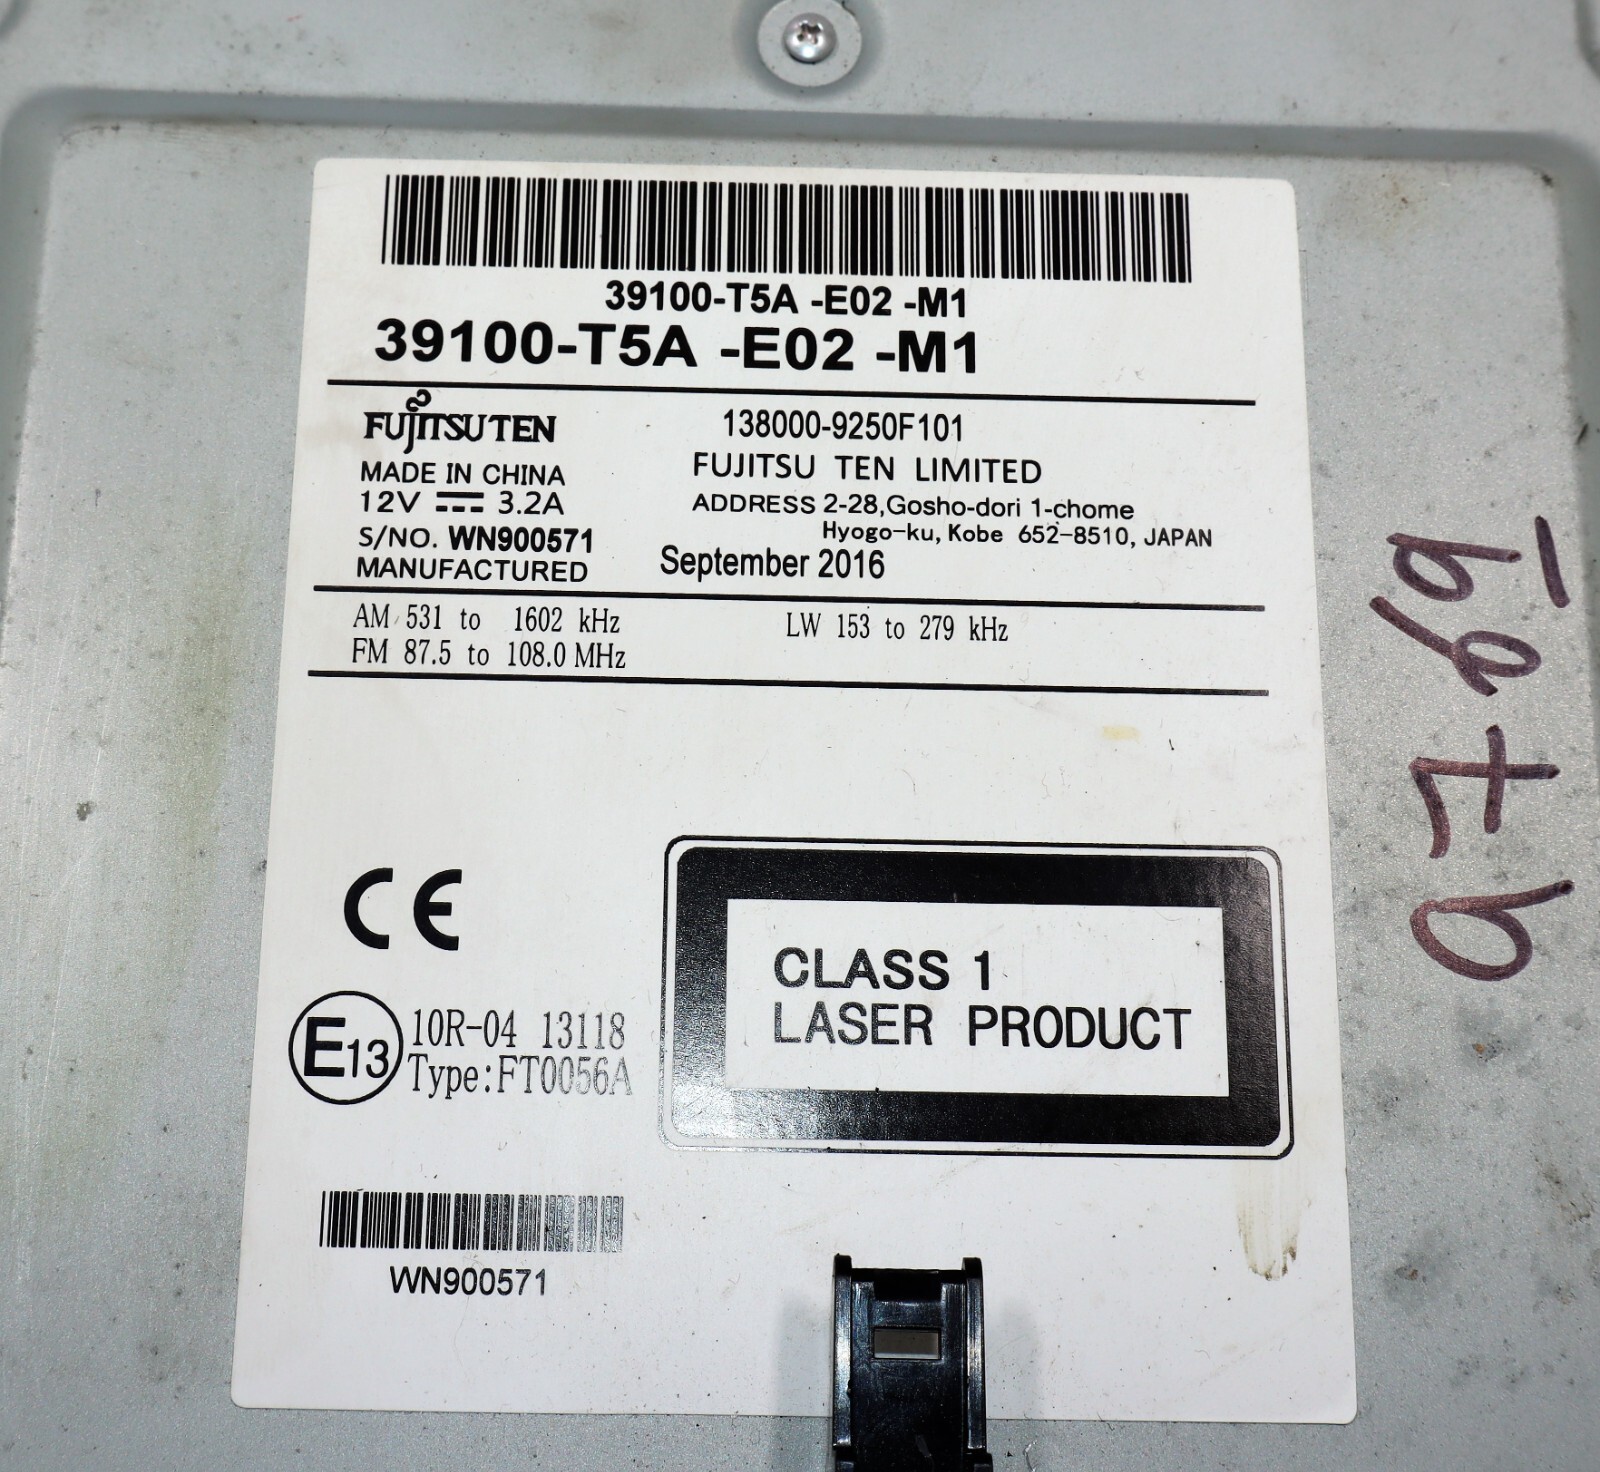 39100-T5A -E02 -M1
39100-T5A -E02 -M1
FUJITSU TEN
138000-9250F101
FUJITSU TEN LIMITED
MADE IN CHINA
12V 3.2A
ADDRESS 2-28,Gosho-dori 1-chome
Hyogo-ku, Kobe 652-8510, JAPAN
S/NO. WN900571
MANUFACTURED September 2016
AM 531 to 1602 kHz
LW 153 to 279 kHz
FM 87.5 to 108.0 MHz
CE
CLASS 1
LASER PRODUCT
E13
10R-04 13118
Type:FT0056A
WN900571